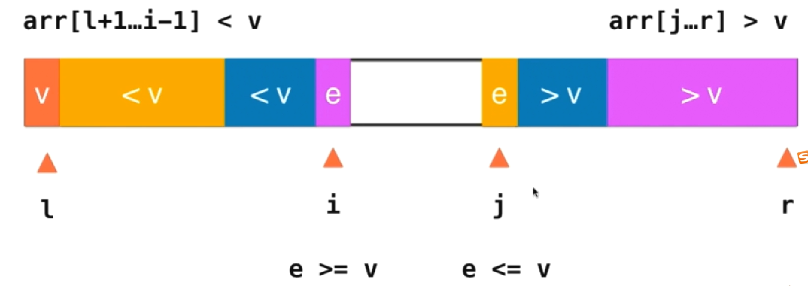 arr[l+1…i-1] < v arr[j…r] > v
v < v < v e e > v > v
l i j r
e >= v e <= v